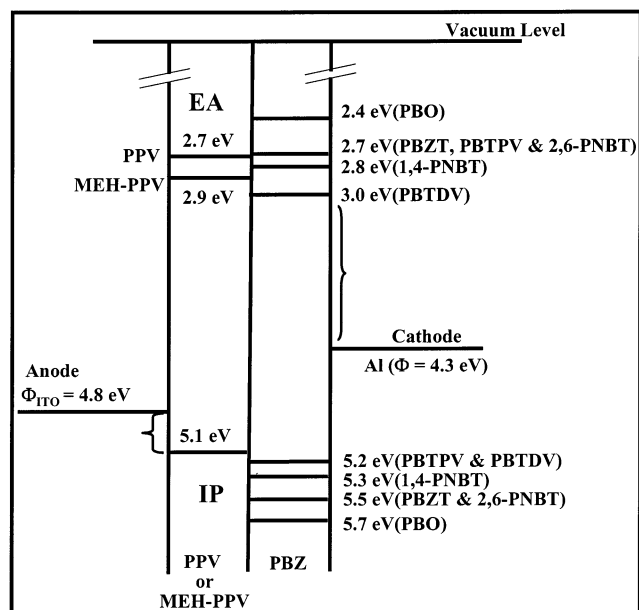 Vacuum Level
EA
2.4 eV(PBO)
2.7 eV
2.7 eV(PBZT, PBTPV & 2,6-PNBT)
PPV
2.8 eV(1,4-PNBT)
MEH-PPV
2.9 eV
3.0 eV(PBTDV)
Cathode
Al (Φ = 4.3 eV)
Anode
Φ_ITO = 4.8 eV
5.1 eV
5.2 eV(PBTPV & PBTDV)
5.3 eV(1,4-PNBT)
IP
5.5 eV(PBZT & 2,6-PNBT)
5.7 eV(PBO)
PPV
or
MEH-PPV
PBZ